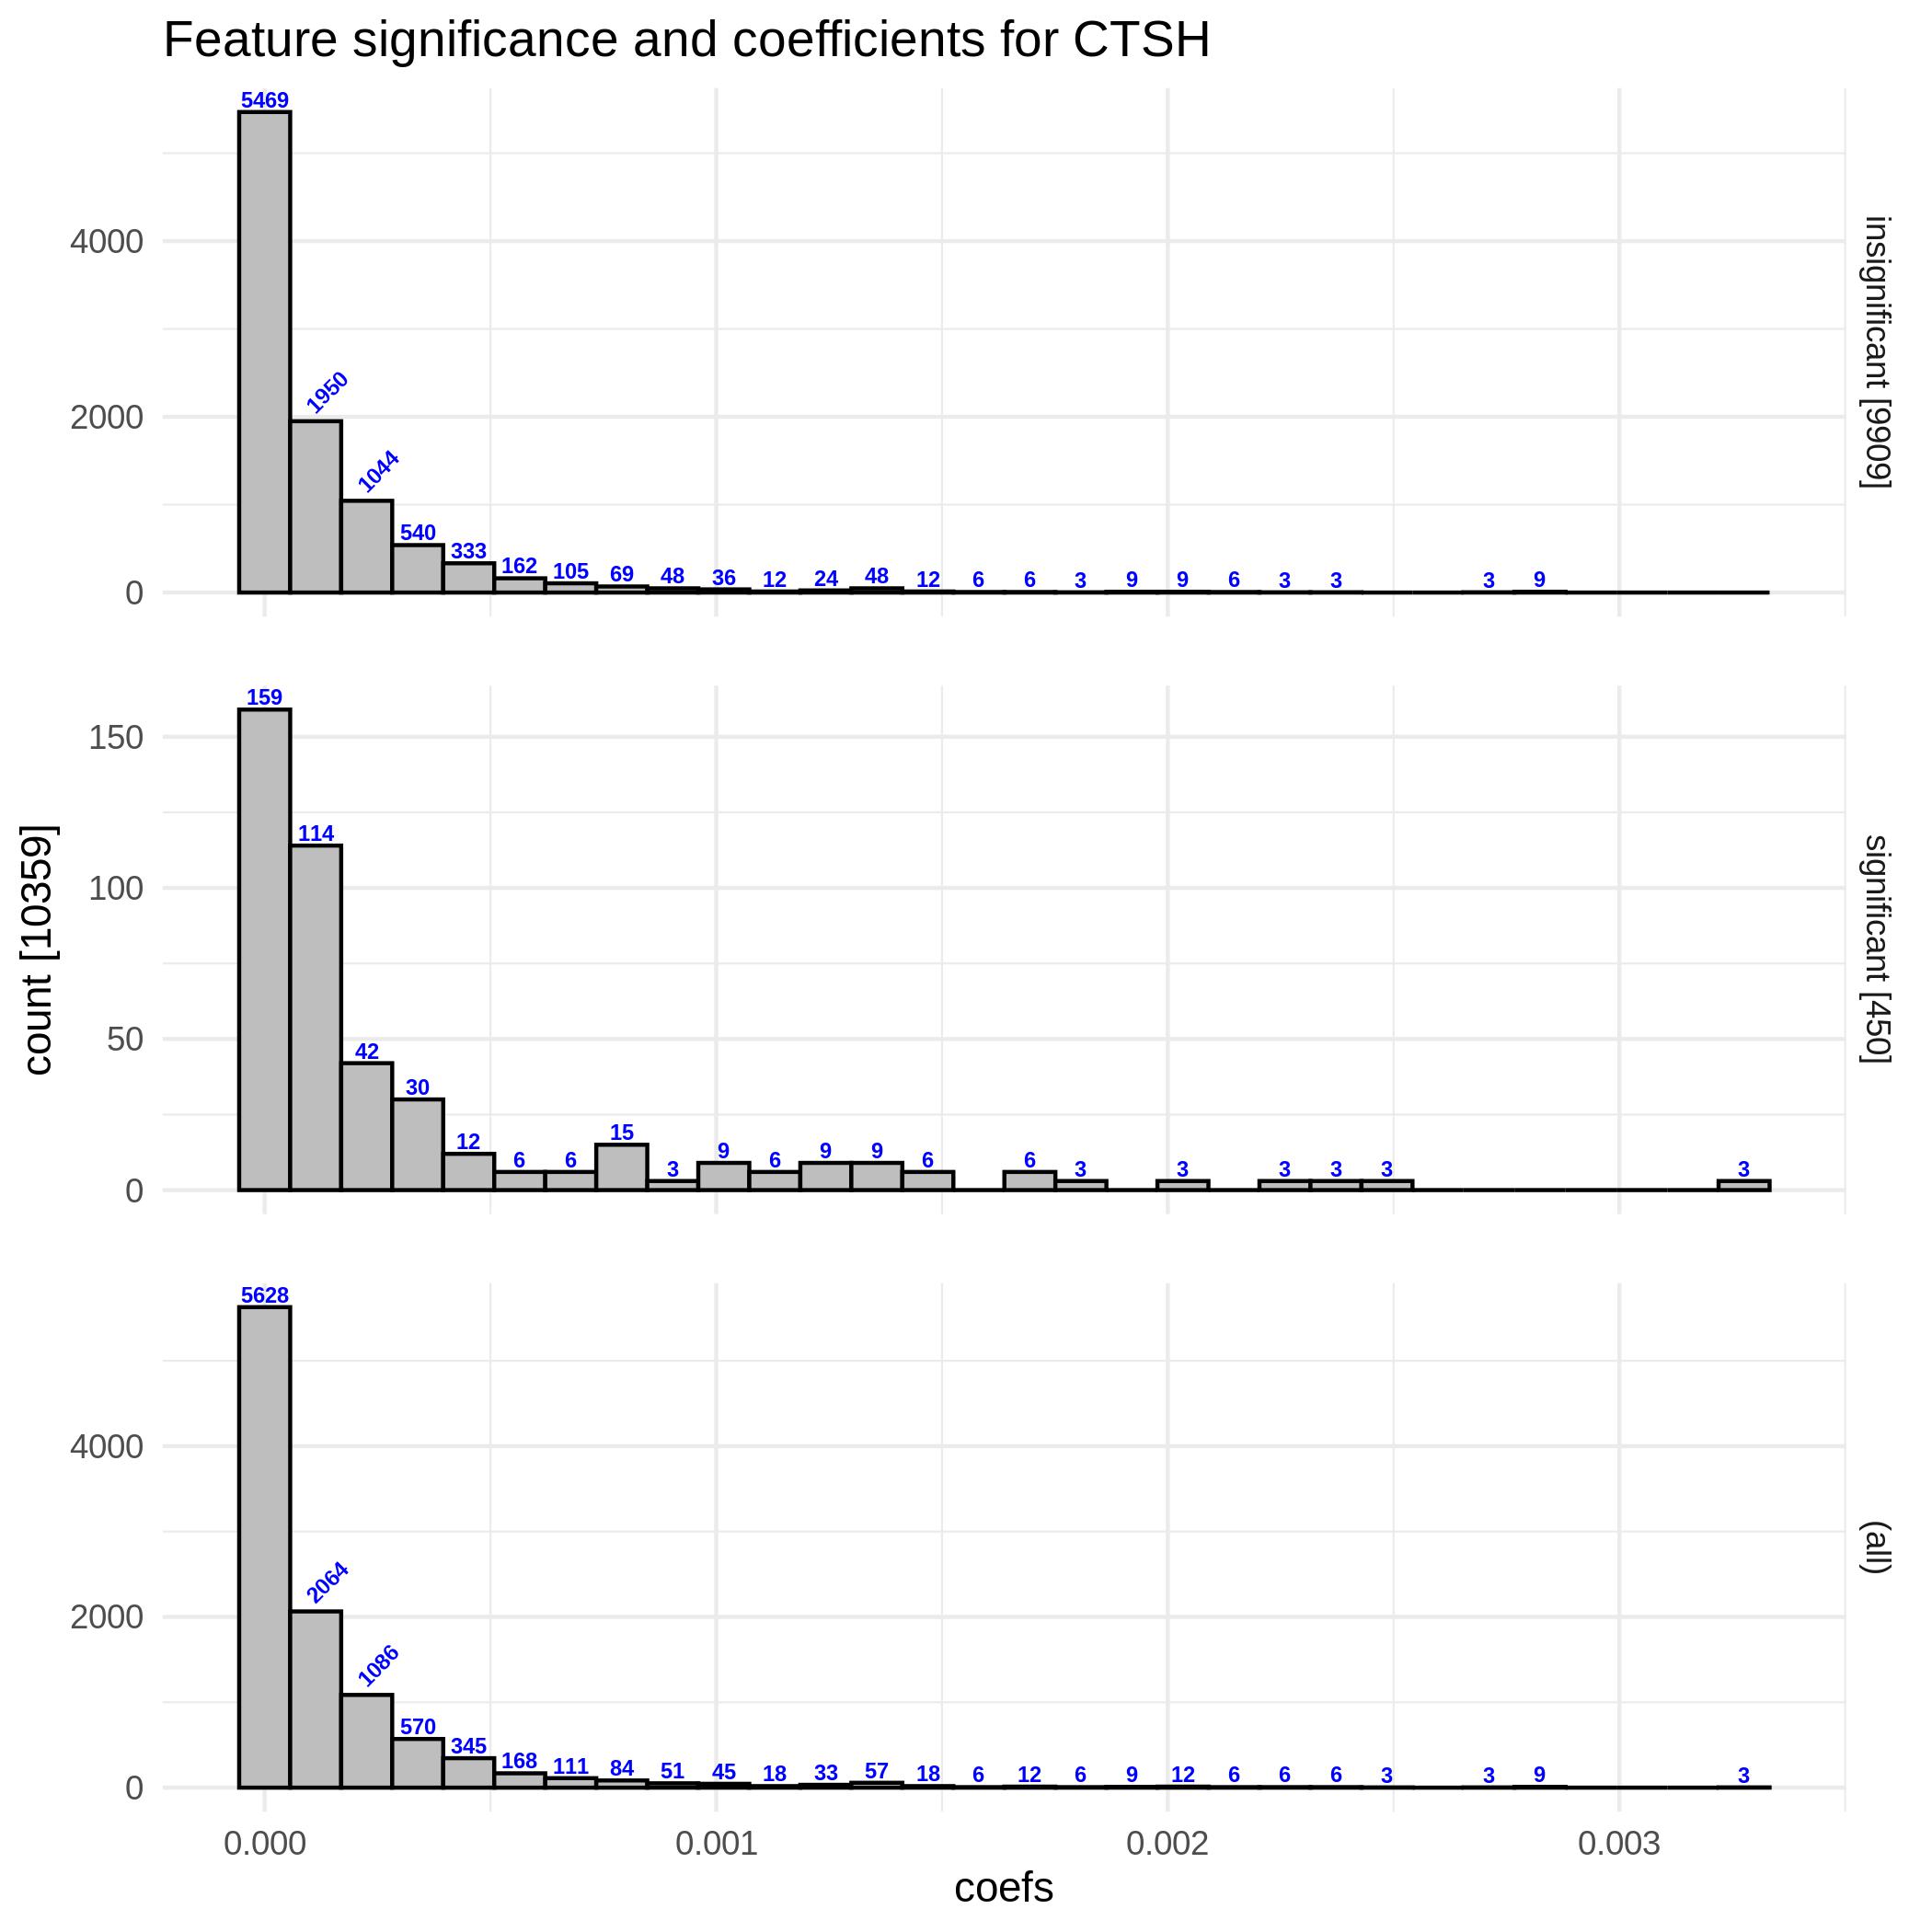 Feature significance and coefficients for CTSH
count [10359]
insignificant [9909]
4000
2000
0
5469
1950
1044
540 333 162 105 69 48 36 12 24 48 12 6 6 3 9 9 6 3 3 3 9
significant [450]
150
100
50
0
159
114
42
30
12 6 6 15 3 9 6 9 9 6 6 3 3 3 3 3 3
(all)
4000
2000
0
5628
2064
1086
570 345 168 111 84 51 45 18 33 57 18 6 12 6 9 12 6 6 6 3 3 9 3
0.000 0.001 0.002 0.003
coefs